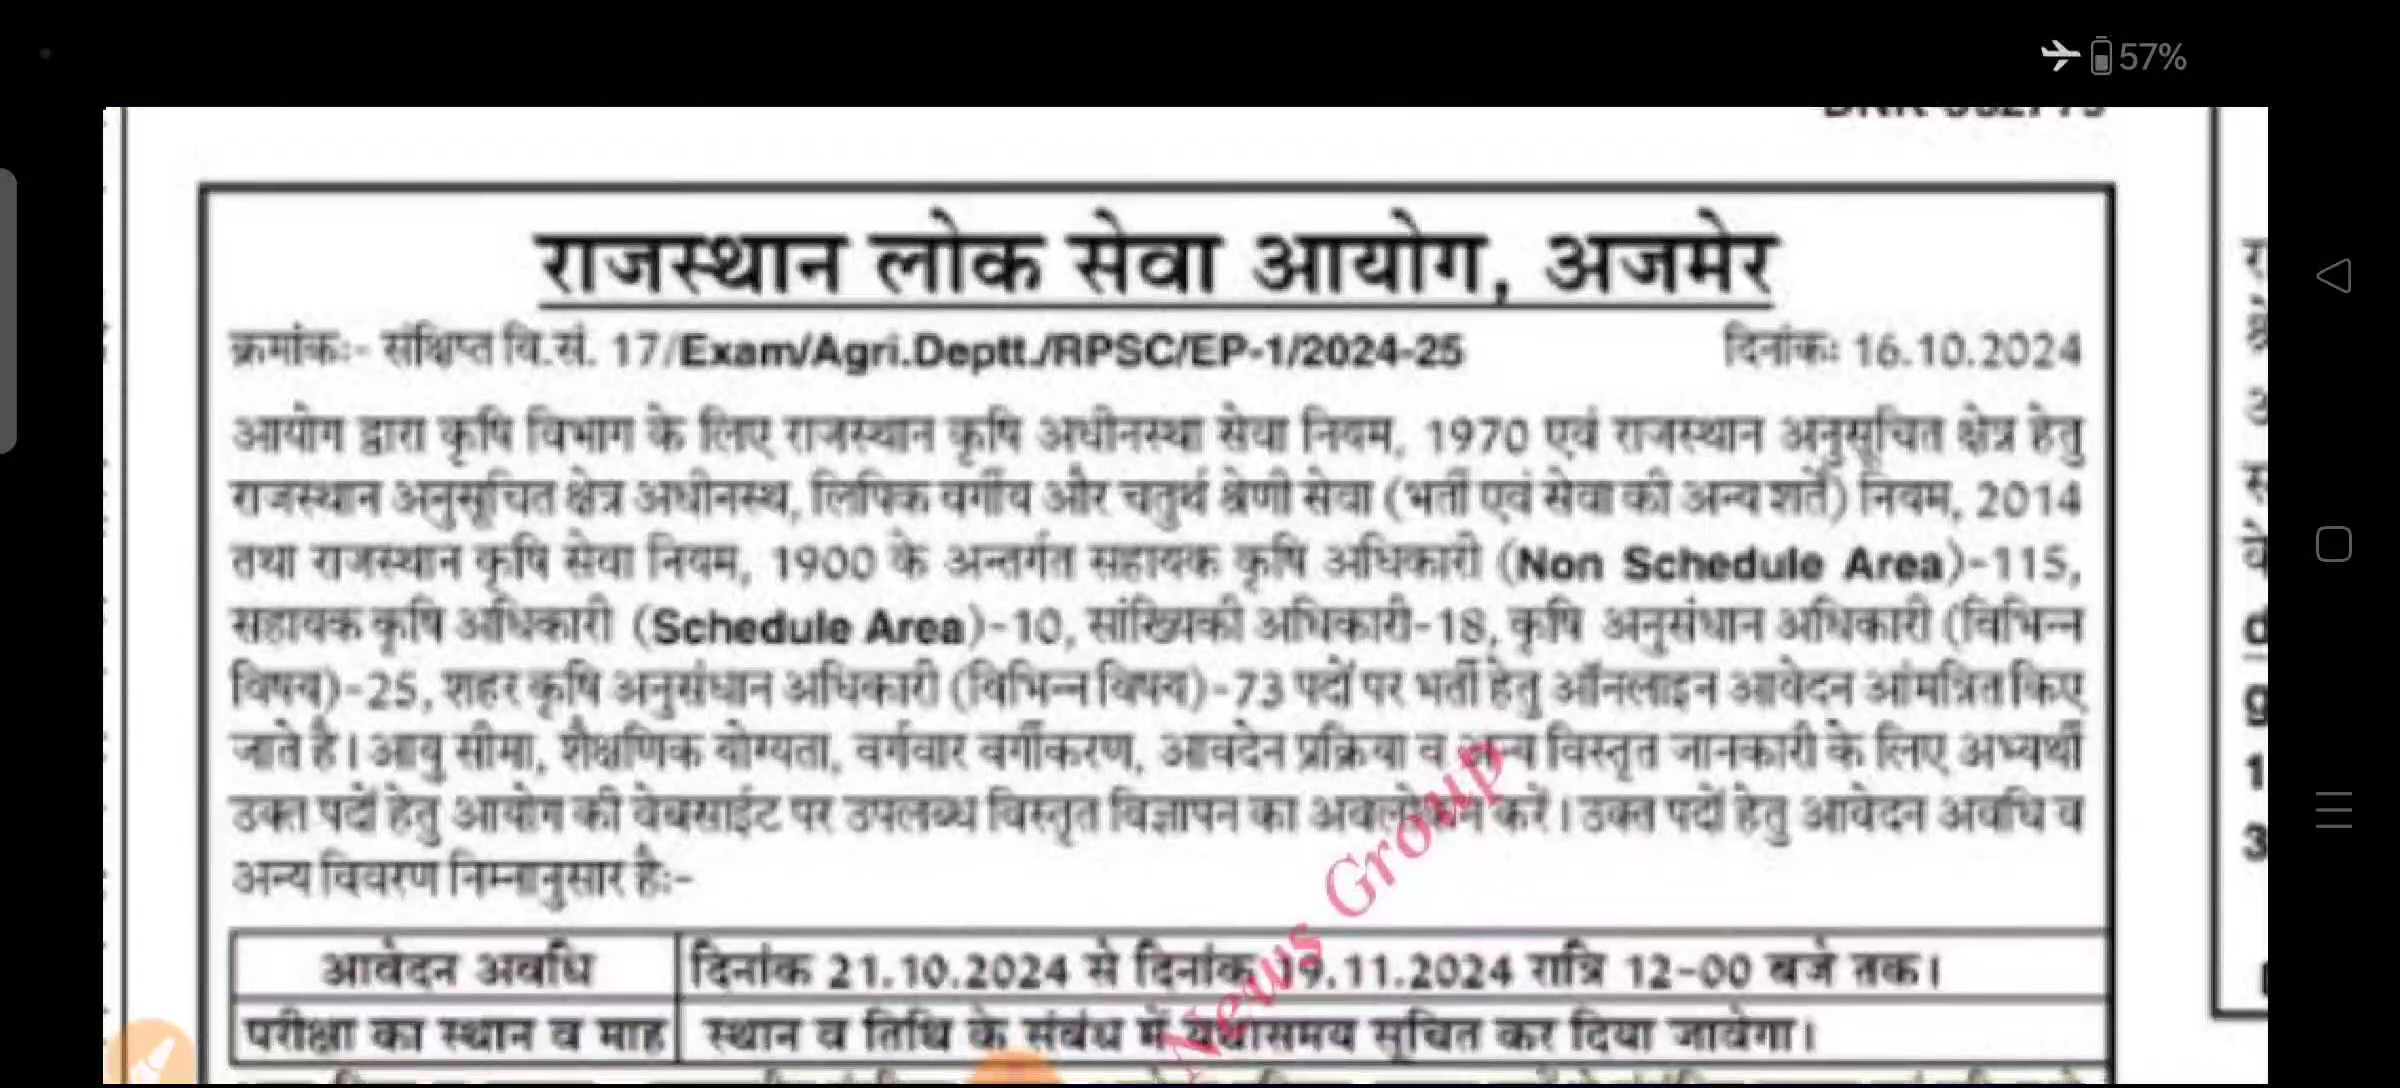 57%
राजस्थान लोक सेवा आयोग, अजमेर
क्रमांकः- संक्षिप्त वि.सं. 17/Exam/Agri.Deptt./RPSC/EP-1/2024-25 दिनांकः 16.10.2024
आयोग द्वारा कृषि विभाग के लिए राजस्थान कृषि अधीनस्था सेवा नियम, 1970 एवं राजस्थान अनुसूचित क्षेत्र हेतु
राजस्थान अनुसूचित क्षेत्र अधीनस्थ, लिपिक वर्गीय और चतुर्थ श्रेणी सेवा (भर्ती एवं सेवा की अन्य शर्तें) नियम, 2014
तथा राजस्थान कृषि सेवा नियम, 1900 के अन्तर्गत सहायक कृषि अधिकारी (Non Schedule Area)-115,
सहायक कृषि अधिकारी (Schedule Area)-10, सांख्यिकी अधिकारी-18, कृषि अनुसंधान अधिकारी (विभिन्न
विषय)-25, शहर कृषि अनुसंधान अधिकारी (विभिन्न विषय)-73 पदों पर भर्ती हेतु ऑनलाइन आवेदन आंमत्रित किए
जाते है। आयु सीमा, शैक्षणिक योग्यता, वर्गवार वर्गीकरण, आवदेन प्रक्रिया व अन्य विस्तृत जानकारी के लिए अभ्यर्थी
उक्त पदों हेतु आयोग की वेबसाईट पर उपलब्ध विस्तृत विज्ञापन का अवलोकन करें। उक्त पदों हेतु आवेदन अवधि व
अन्य विवरण निम्नानुसार हैः-
आवेदन अवधि दिनांक 21.10.2024 से दिनांक 19.11.2024 रात्रि 12-00 बजे तक।
परीक्षा का स्थान व माह स्थान व तिथि के संबंध में यथासमय सूचित कर दिया जावेगा।
News Group